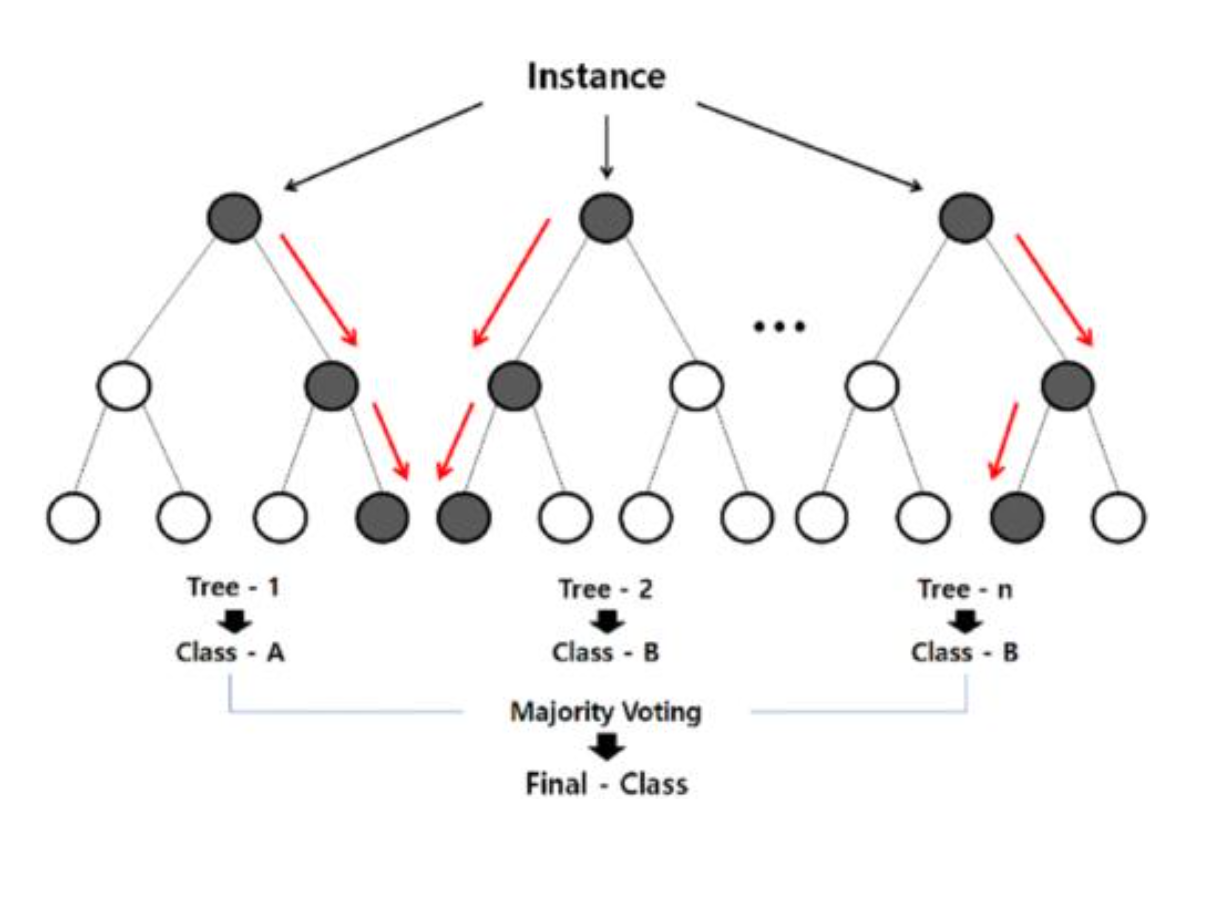 Instance
...
Tree - 1
Tree - 2
Tree - n
Class - A
Class - B
Class - B
Majority Voting
Final - Class